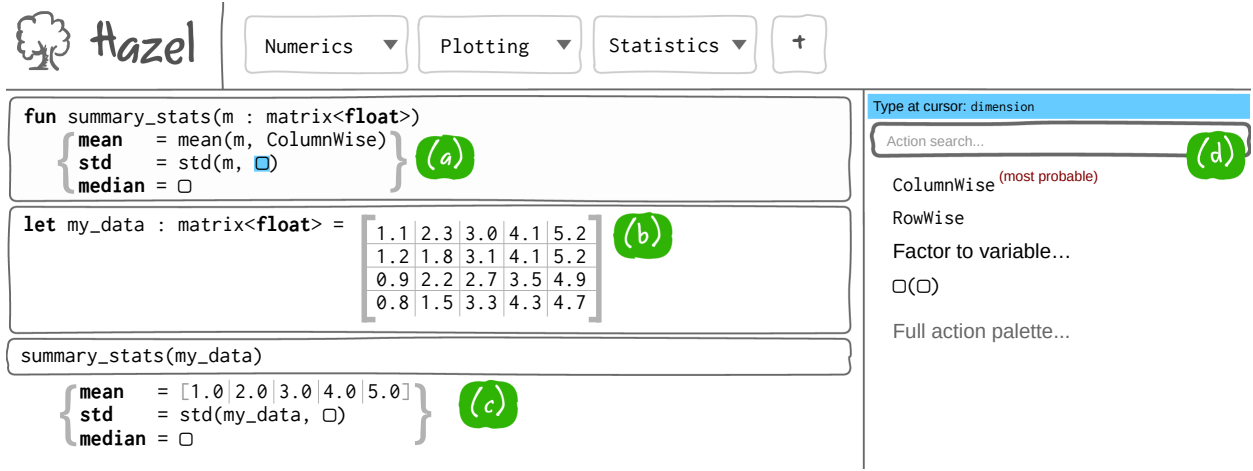 Hazel
Numerics ▼ Plotting ▼ Statistics ▼ +
fun summary_stats(m : matrix<float>)
{mean = mean(m, ColumnWise)
std = std(m, ▢)
median = ▢}
(a)
let my_data : matrix<float> =
[1.1|2.3|3.0|4.1|5.2
1.2|1.8|3.1|4.1|5.2
0.9|2.2|2.7|3.5|4.9
0.8|1.5|3.3|4.3|4.7]
(b)
summary_stats(my_data)
{mean = [1.0|2.0|3.0|4.0|5.0]
std = std(my_data, ▢)
median = ▢}
(c)
Type at cursor: dimension
Action search...
(d)
ColumnWise (most probable)
RowWise
Factor to variable…
▢(▢)
Full action palette...